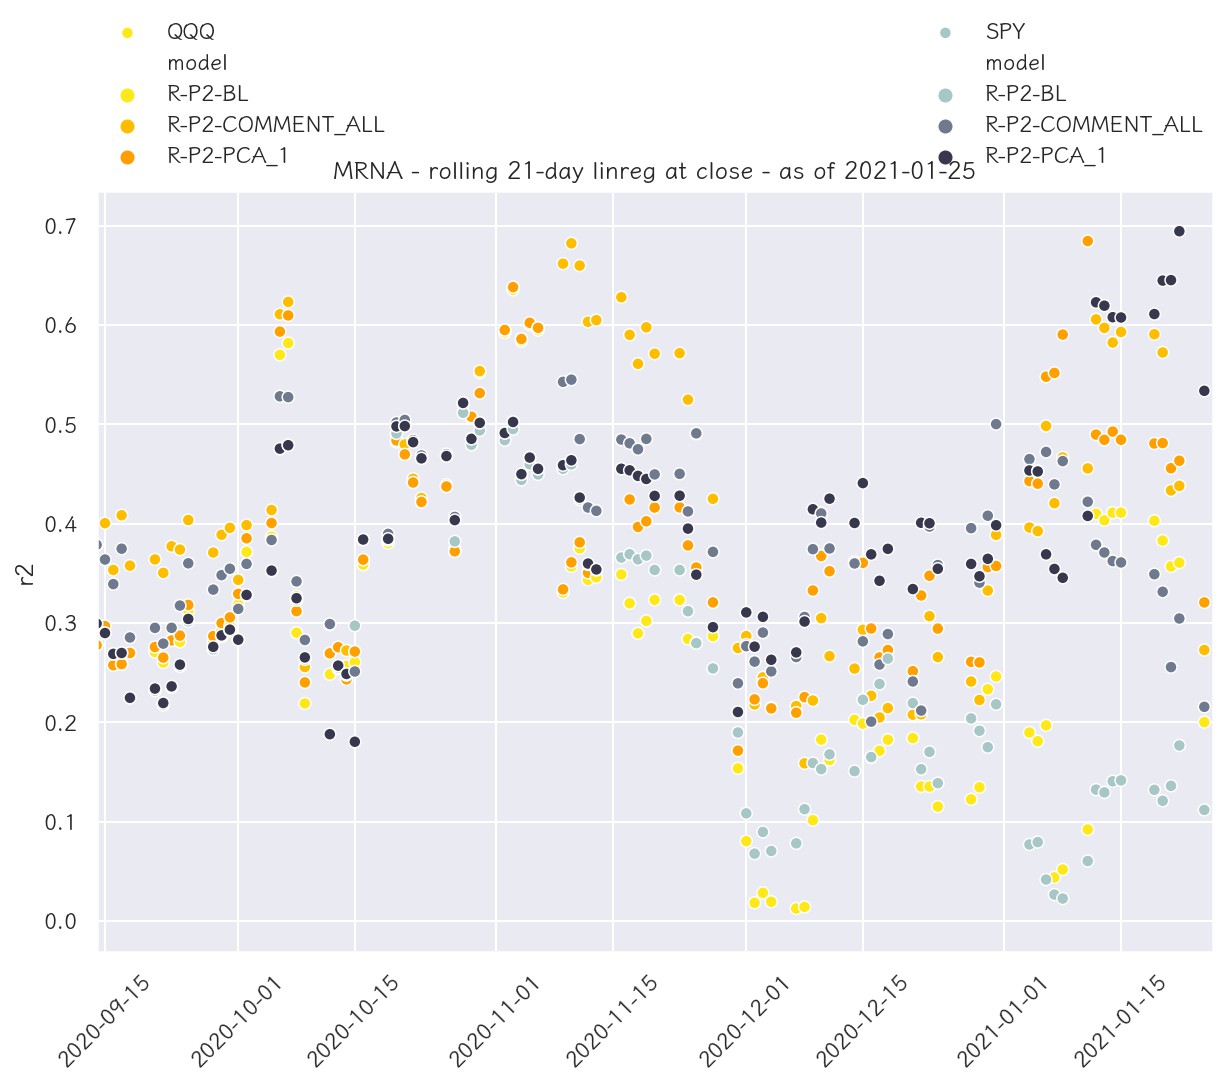 QQQ
model
R-P2-BL
R-P2-COMMENT_ALL
R-P2-PCA_1
SPY
model
R-P2-BL
R-P2-COMMENT_ALL
R-P2-PCA_1
MRNA - rolling 21-day linreg at close - as of 2021-01-25
0.7
0.6
0.5
0.4
0.3
0.2
0.1
0.0
r2
2020-09-15
2020-10-01
2020-10-15
2020-11-01
2020-11-15
2020-12-01
2020-12-15
2021-01-01
2021-01-15